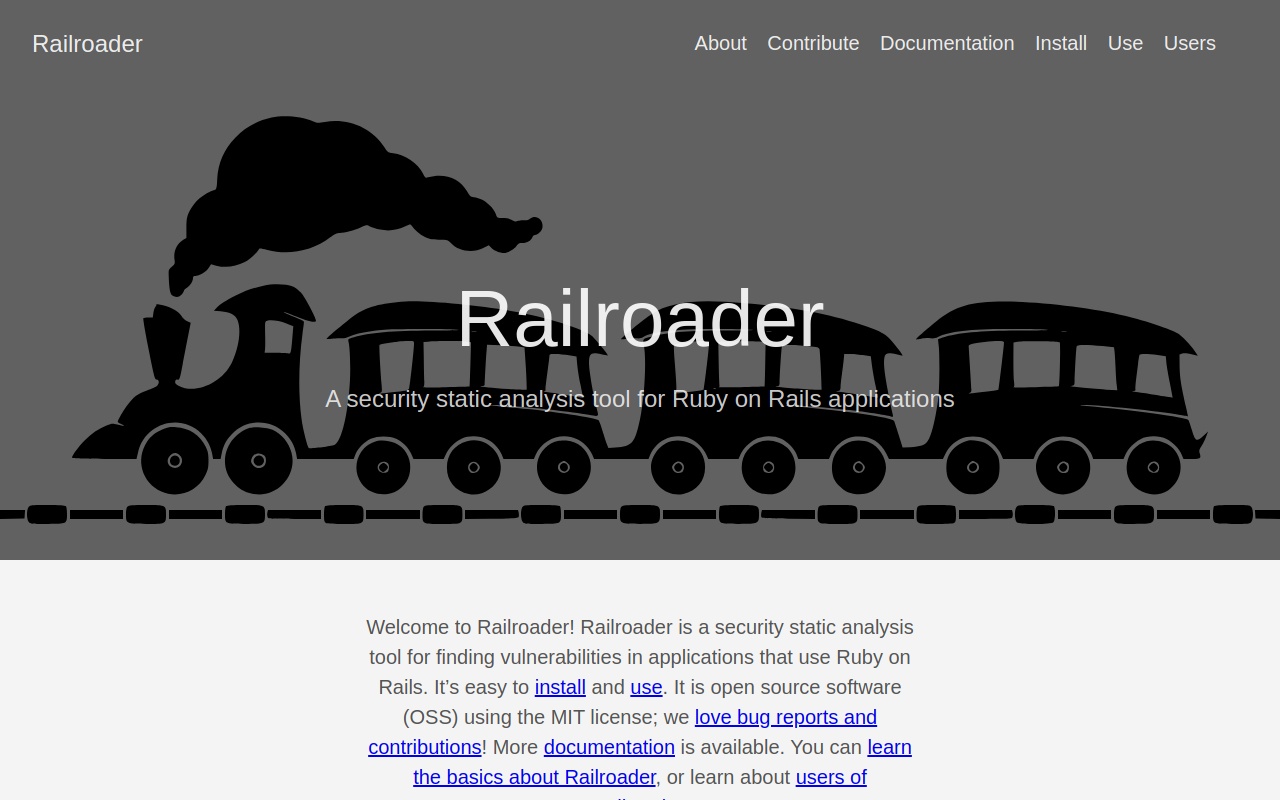 Railroader
About Contribute Documentation Install Use Users
Railroader
A security static analysis tool for Ruby on Rails applications
Welcome to Railroader! Railroader is a security static analysis
tool for finding vulnerabilities in applications that use Ruby on
Rails. It’s easy to install and use. It is open source software
(OSS) using the MIT license; we love bug reports and
contributions! More documentation is available. You can learn
the basics about Railroader, or learn about users of